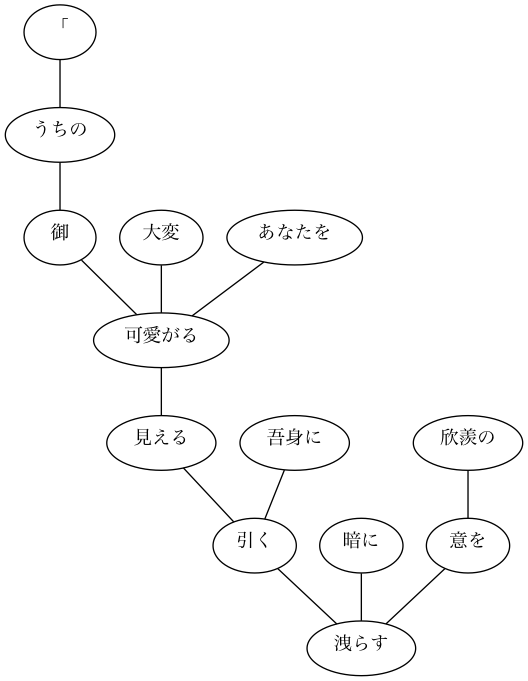 「
うちの
御 大変 あなたを
可愛がる
見える 吾身に 欣羨の
引く 暗に 意を
洩らす